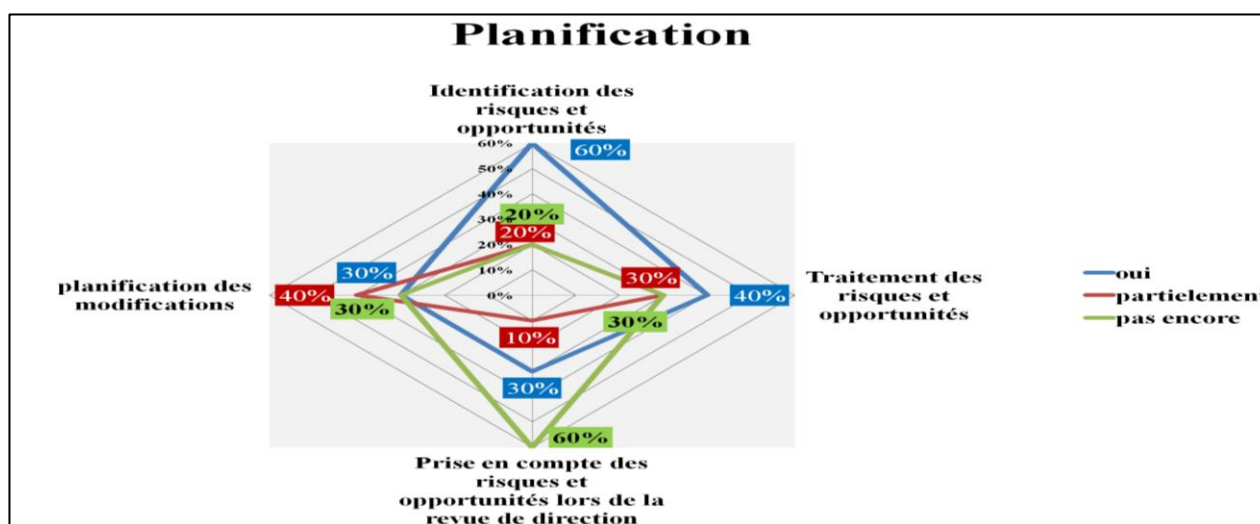 Planification
Identification des
risques et
opportunités
60%
60%
50%
40%
30%
20%
20%
20%
10%
0%
30%
40%
30%
30%
40%
30%
10%
30%
60%
planification des
modifications
Traitement des
risques et
opportunités
Prise en compte des
risques et
opportunités lors de la
revue de direction
oui
partielement
pas encore